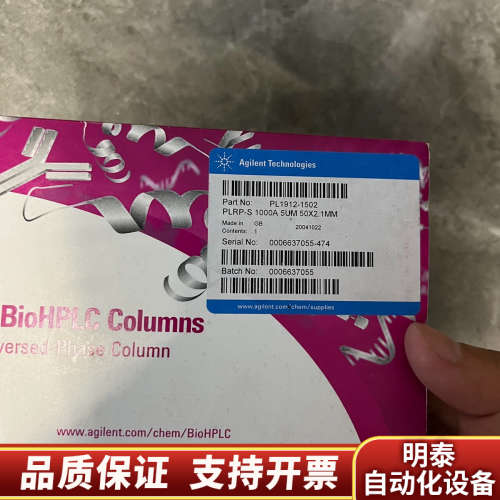 Agilent Technologies
Part No: PL1912-1502
PLRP-S 1000A 5UM 50X2.1MM
Made in GB 20041022
Contents: 1
Serial No: 0006637055-474
Batch No: 0006637055
www.agilent.com/chem/supplies
BioHPLC Columns
versed-Phase Column
www.agilent.com/chem/BioHPLC
品质保证 支持开票
明泰
自动化设备